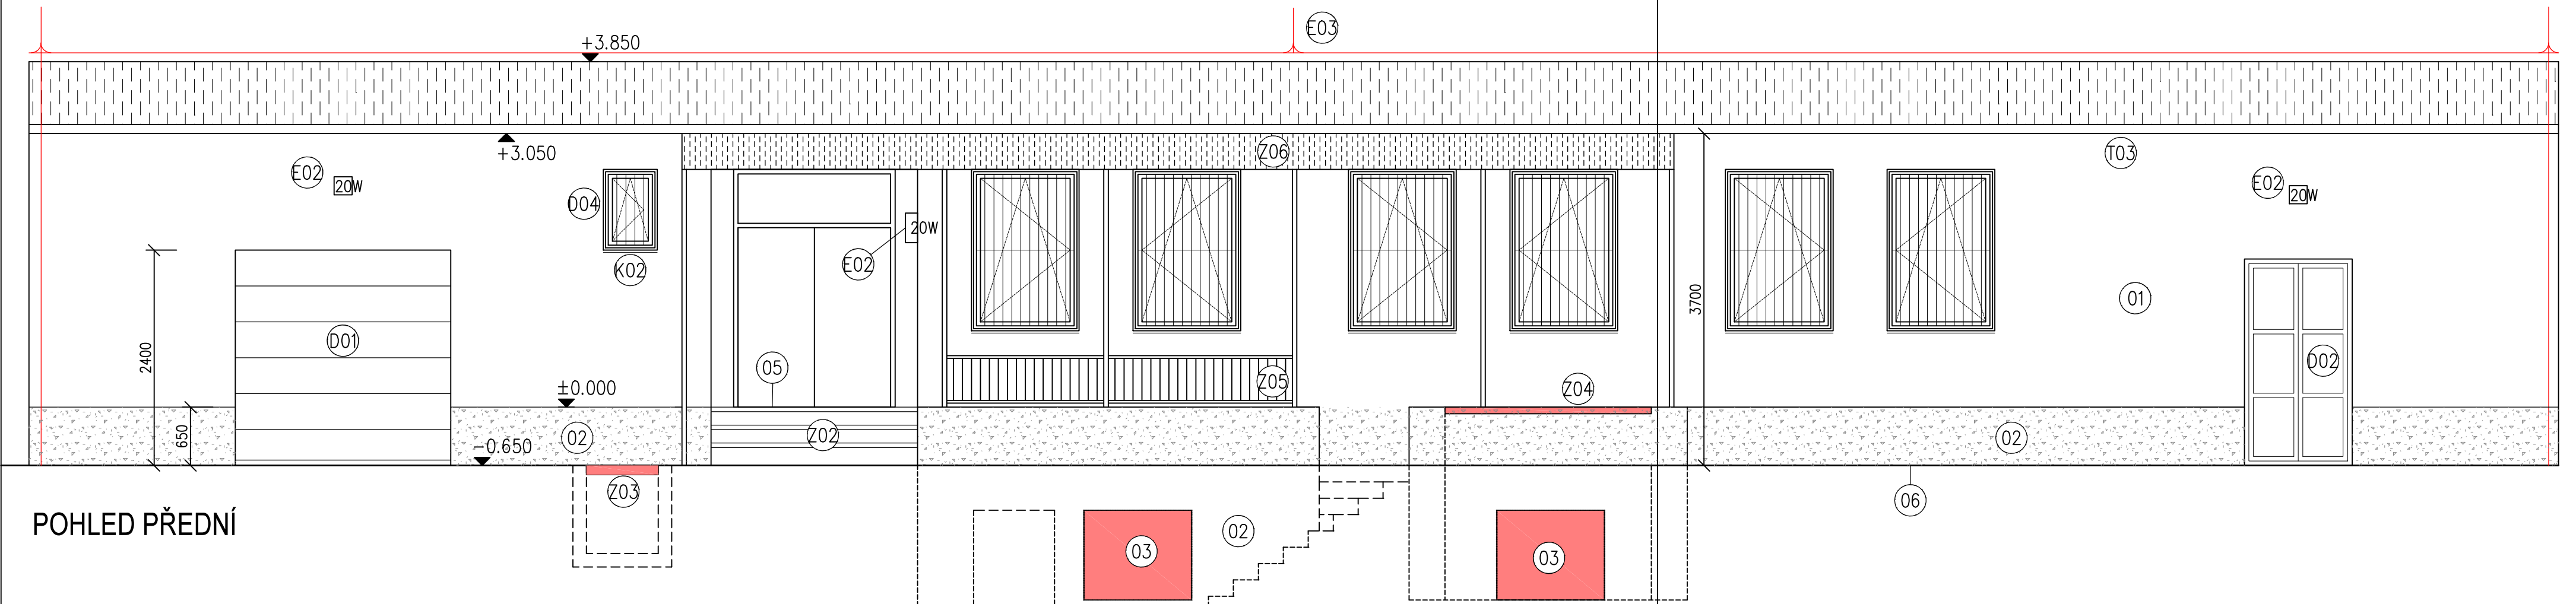 E03
+3.850
+3.050
Z06
T03
E02
20W
D04
K02
20W
E02
E02
20W
3700
01
2400
D01
05
D02
±0.000
Z05
Z04
650
02
-0.650
Z02
02
Z03
06
POHLED PŘEDNÍ
02
03
03